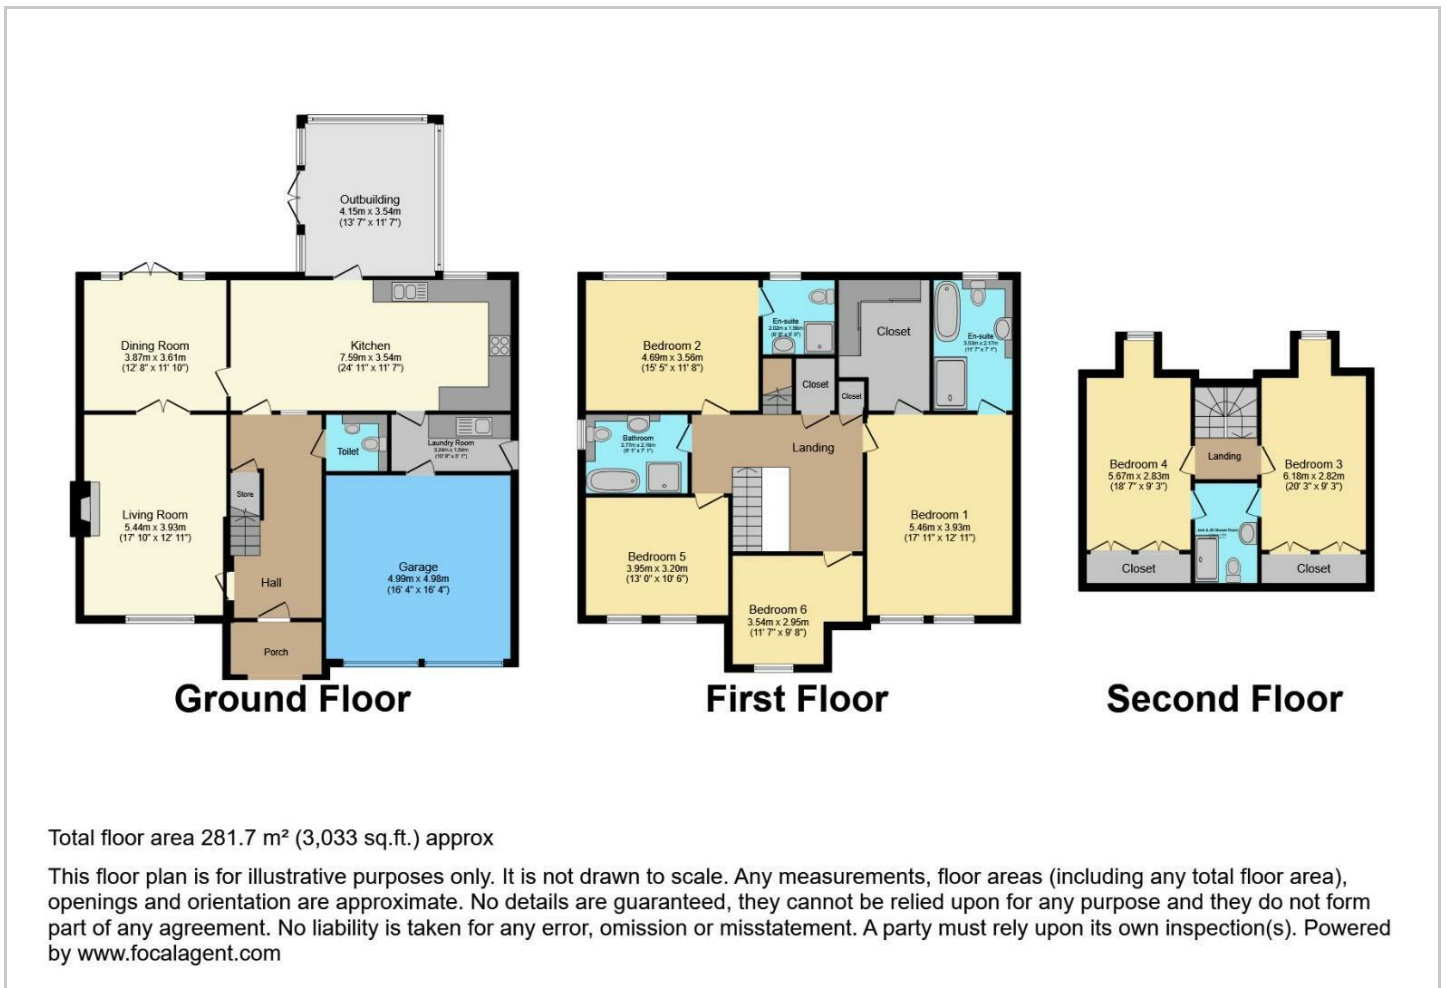 Outbuilding
4.15m x 3.54m
(13' 7" x 11' 7")
Dining Room
3.87m x 3.61m
(12' 8" x 11' 10")
Kitchen
7.59m x 3.54m
(24' 11" x 11' 7")
Toilet
Laundry Room
Store
Living Room
5.44m x 3.93m
(17' 10" x 12' 11")
Hall
Garage
4.99m x 4.98m
(16' 4" x 16' 4")
Porch
Ground Floor
Bedroom 2
4.69m x 3.56m
(15' 5" x 11' 8")
En-suite
Closet
En-suite
Closet
Closet
Bathroom
Landing
Bedroom 1
5.46m x 3.93m
(17' 11" x 12' 11")
Bedroom 5
3.95m x 3.20m
(13' 0" x 10' 6")
Bedroom 6
3.54m x 2.95m
(11' 7" x 9' 8")
First Floor
Bedroom 4
5.67m x 2.83m
(18' 7" x 9' 3")
Landing
Bedroom 3
6.18m x 2.82m
(20' 3" x 9' 3")
Closet
Closet
Second Floor
Total floor area 281.7 m² (3,033 sq.ft.) approx
This floor plan is for illustrative purposes only. It is not drawn to scale. Any measurements, floor areas (including any total floor area),
openings and orientation are approximate. No details are guaranteed, they cannot be relied upon for any purpose and they do not form
part of any agreement. No liability is taken for any error, omission or misstatement. A party must rely upon its own inspection(s). Powered
by www.focalagent.com